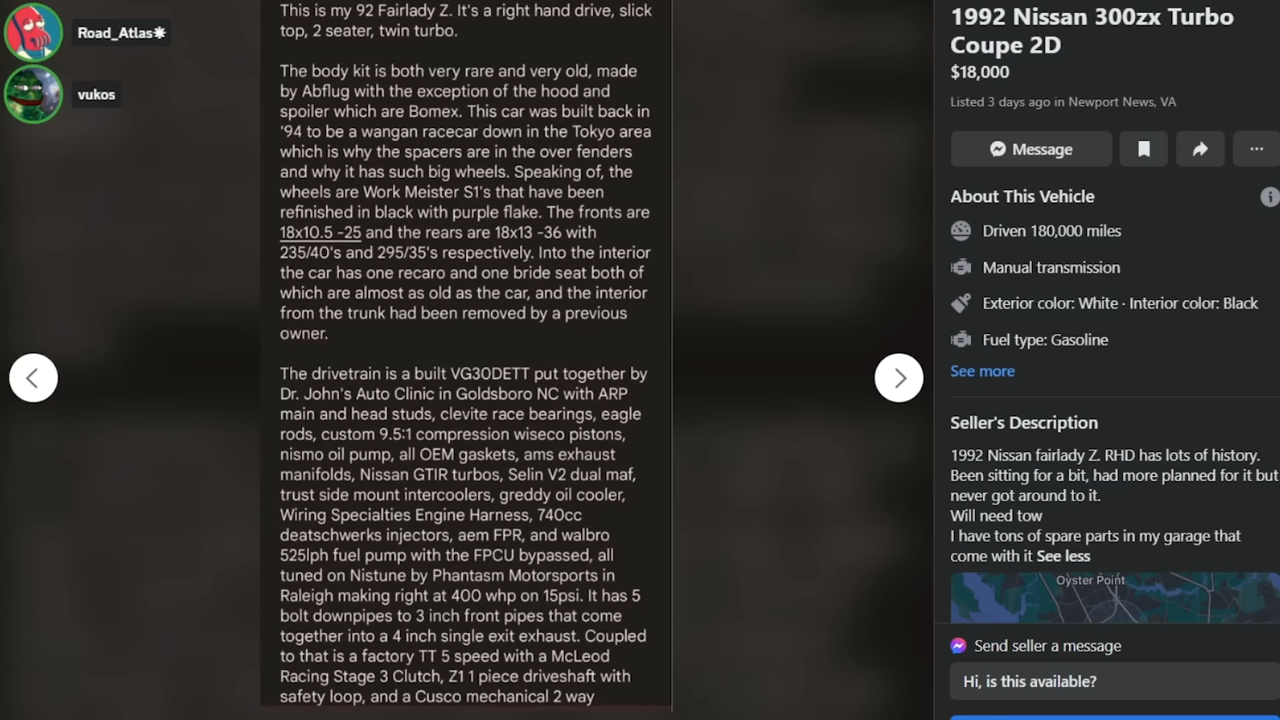 Road_Atlas✷
vukos
This is my 92 Fairlady Z. It's a right hand drive, slick
top, 2 seater, twin turbo.
The body kit is both very rare and very old, made
by Abflug with the exception of the hood and
spoiler which are Bomex. This car was built back in
'94 to be a wangan racecar down in the Tokyo area
which is why the spacers are in the over fenders
and why it has such big wheels. Speaking of, the
wheels are Work Meister S1's that have been
refinished in black with purple flake. The fronts are
18x10.5 -25 and the rears are 18x13 -36 with
235/40's and 295/35's respectively. Into the interior
the car has one recaro and one bride seat both of
which are almost as old as the car, and the interior
from the trunk had been removed by a previous
owner.
The drivetrain is a built VG30DETT put together by
Dr. John's Auto Clinic in Goldsboro NC with ARP
main and head studs, clevite race bearings, eagle
rods, custom 9.5:1 compression wiseco pistons,
nismo oil pump, all OEM gaskets, ams exhaust
manifolds, Nissan GTIR turbos, Selin V2 dual maf,
trust side mount intercoolers, greddy oil cooler,
Wiring Specialties Engine Harness, 740cc
deatschwerks injectors, aem FPR, and walbro
525lph fuel pump with the FPCU bypassed, all
tuned on Nistune by Phantasm Motorsports in
Raleigh making right at 400 whp on 15psi. It has 5
bolt downpipes to 3 inch front pipes that come
together into a 4 inch single exit exhaust. Coupled
to that is a factory TT 5 speed with a McLeod
Racing Stage 3 Clutch, Z1 1 piece driveshaft with
safety loop, and a Cusco mechanical 2 way
1992 Nissan 300zx Turbo
Coupe 2D
$18,000
Listed 3 days ago in Newport News, VA
Message
About This Vehicle
Driven 180,000 miles
Manual transmission
Exterior color: White · Interior color: Black
Fuel type: Gasoline
See more
Seller's Description
1992 Nissan fairlady Z. RHD has lots of history.
Been sitting for a bit, had more planned for it but
never got around to it.
Will need tow
I have tons of spare parts in my garage that
come with it See less
Oyster Point
Send seller a message
Hi, is this available?